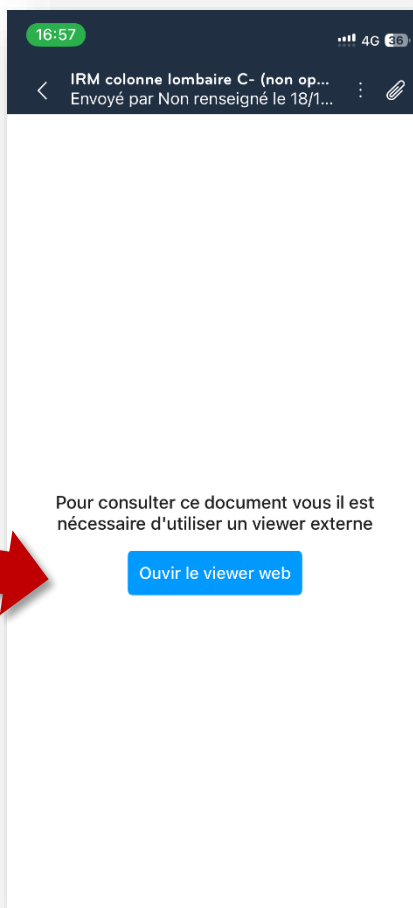 16:57
4G 36
IRM colonne lombaire C- (non op...
Envoyé par Non renseigné le 18/1...
Pour consulter ce document vous il est
nécessaire d'utiliser un viewer externe
Ouvir le viewer web